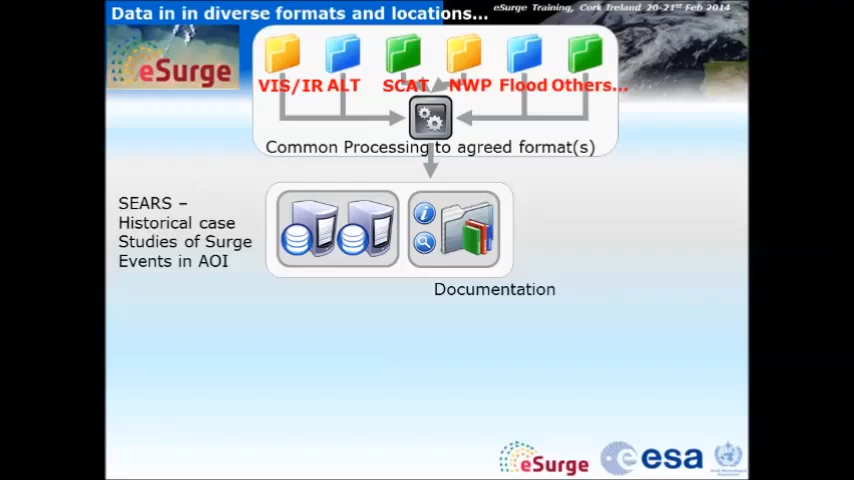 Data in in diverse formats and locations...
eSurge Training, Cork Ireland 20-21st Feb 2014
eSurge
VIS/IR ALT SCAT NWP Flood Others...
Common Processing to agreed format(s)
SEARS –
Historical case
Studies of Surge
Events in AOI
Documentation
eSurge
esa